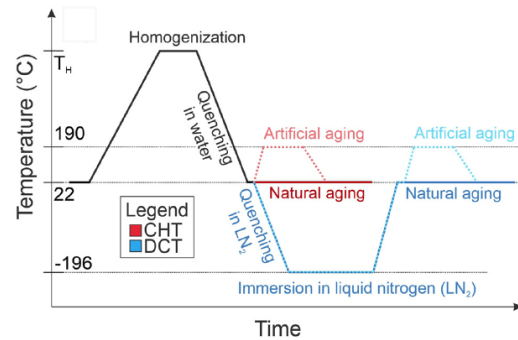 Homogenization
T_H
Quenching
in water
190
Artificial aging
Artificial aging
Temperature (°C)
22
Natural aging
Natural aging
Legend
CHT
DCT
Quenching
in LN₂
-196
Immersion in liquid nitrogen (LN₂)
Time